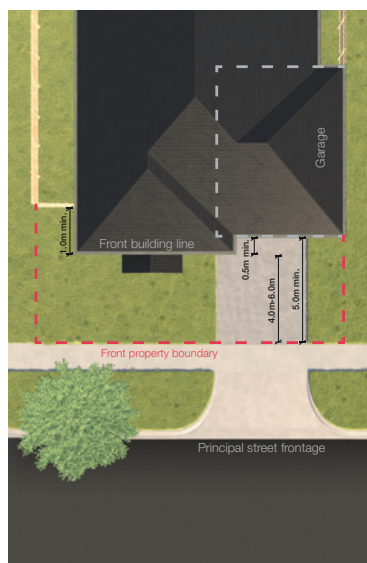 Garage
1.0m min.
Front building line
0.5m min.
4.0m-6.0m
5.0m min.
Front property boundary
Principal street frontage